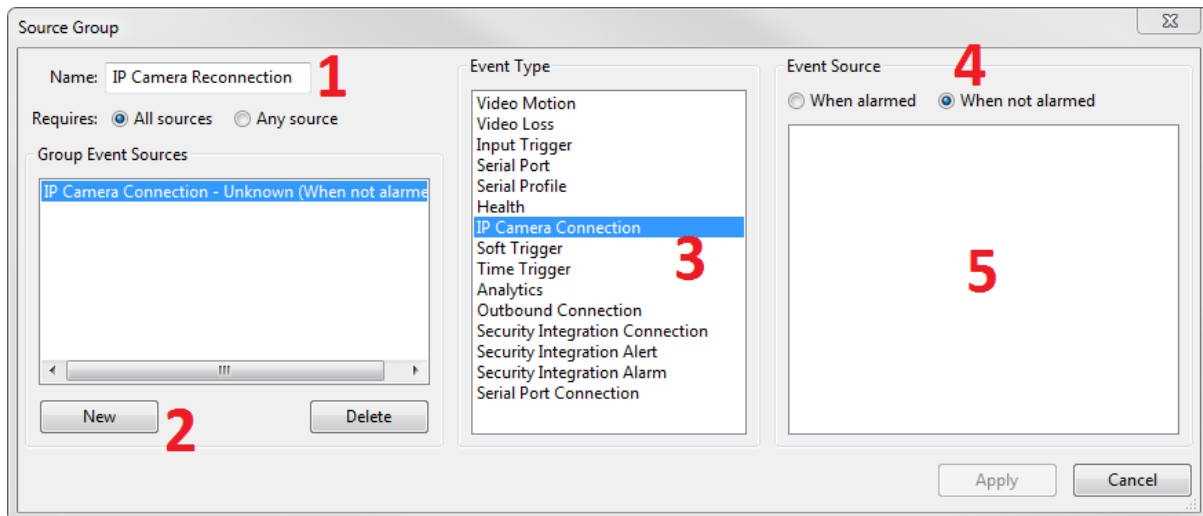 Source Group
Name: IP Camera Reconnection 1
Requires: All sources Any source
Group Event Sources
IP Camera Connection - Unknown (When not alarme
New 2 Delete
Event Type
Video Motion
Video Loss
Input Trigger
Serial Port
Serial Profile
Health
IP Camera Connection
Soft Trigger
Time Trigger
Analytics
Outbound Connection
Security Integration Connection
Security Integration Alert
Security Integration Alarm
Serial Port Connection
3
Event Source 4
When alarmed When not alarmed
5
Apply Cancel